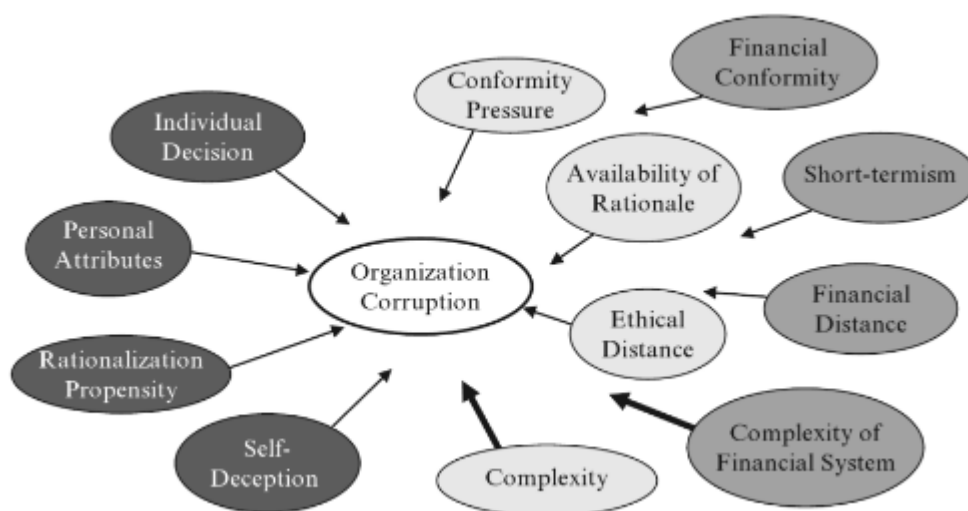 Financial
Conformity
Conformity
Pressure
Individual
Decision
Availability of
Rationale
Short-termism
Personal
Attributes
Organization
Corruption
Financial
Distance
Ethical
Distance
Rationalization
Propensity
Self-
Deception
Complexity
Complexity of
Financial System